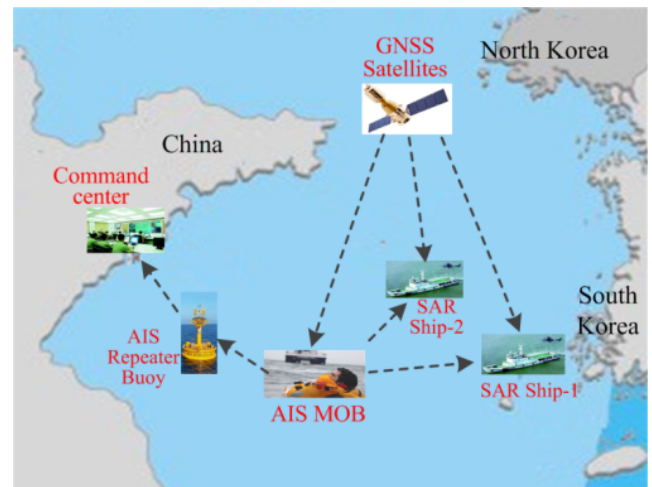 GNSS
Satellites
North Korea
China
Command
center
SAR
Ship-2
South
Korea
AIS
Repeater
Buoy
AIS MOB
SAR Ship-1